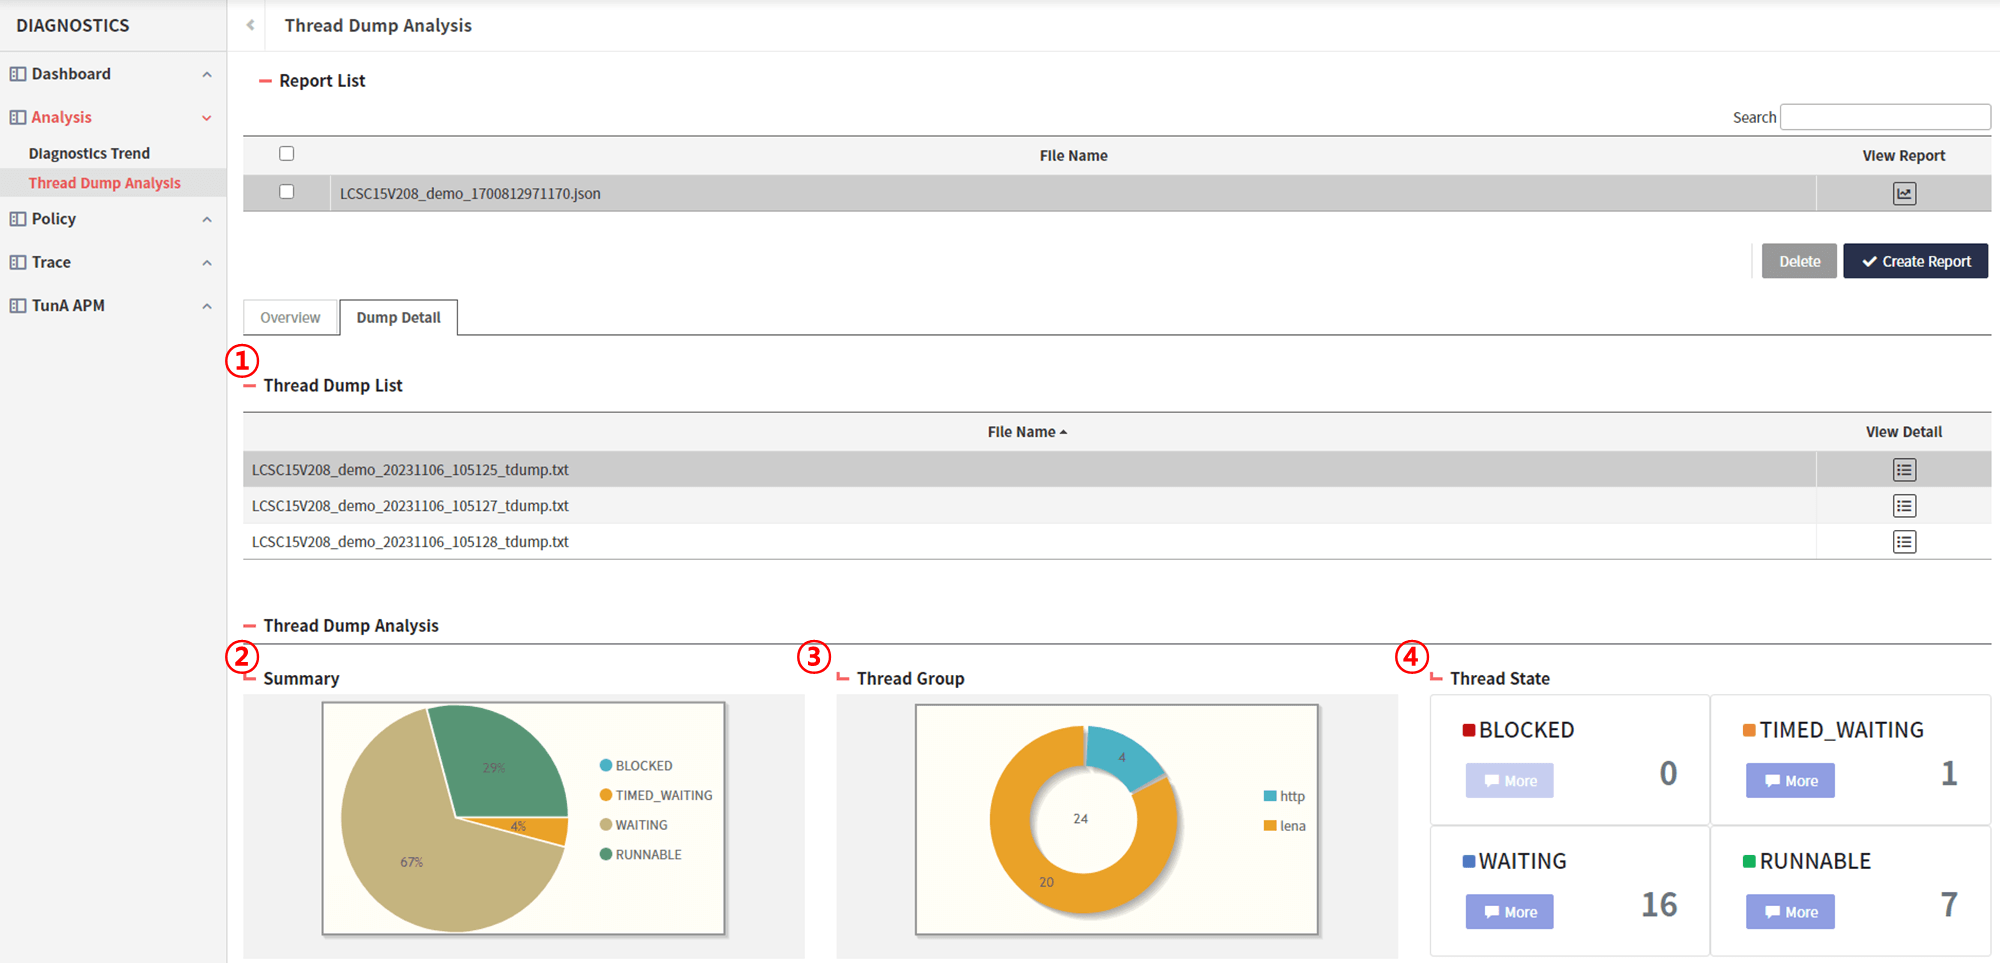 DIAGNOSTICS
Thread Dump Analysis
Dashboard
Analysis
Diagnostics Trend
Thread Dump Analysis
Policy
Trace
TunA APM
Report List
Search
File Name
View Report
LCSC15V208_demo_1700812971170.json
Delete
Create Report
Overview
Dump Detail
①
Thread Dump List
File Name
View Detail
LCSC15V208_demo_20231106_105125_tdump.txt
LCSC15V208_demo_20231106_105127_tdump.txt
LCSC15V208_demo_20231106_105128_tdump.txt
Thread Dump Analysis
②
Summary
29%
4%
67%
BLOCKED
TIMED_WAITING
WAITING
RUNNABLE
③
Thread Group
4
24
20
http
lena
④
Thread State
BLOCKED
More
0
TIMED_WAITING
More
1
WAITING
More
16
RUNNABLE
More
7